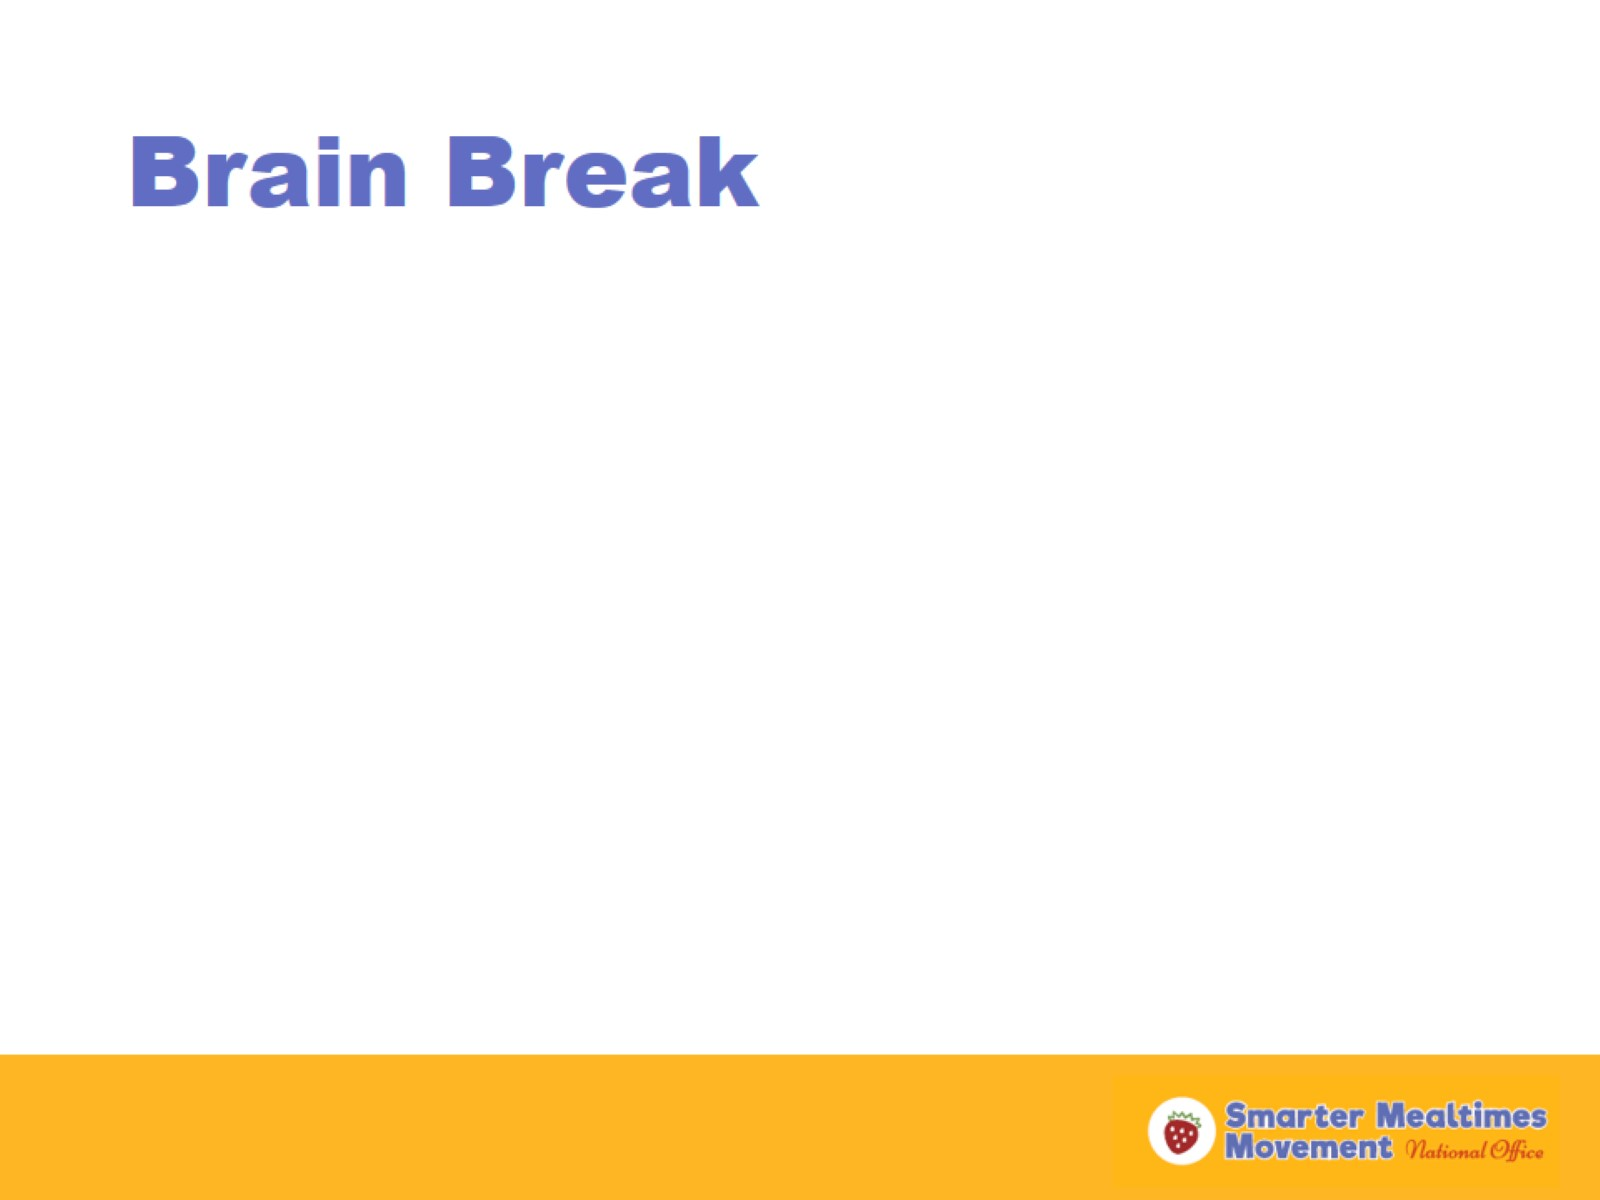 Brain Break
Smarter Mealtimes
Movement National Office